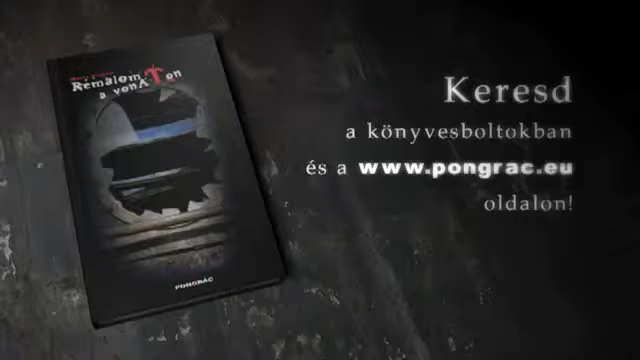 Rémálom
a vonaTon
PONGRÁC
Keresd
a könyvesboltokban
és a www.pongrac.eu
oldalon!